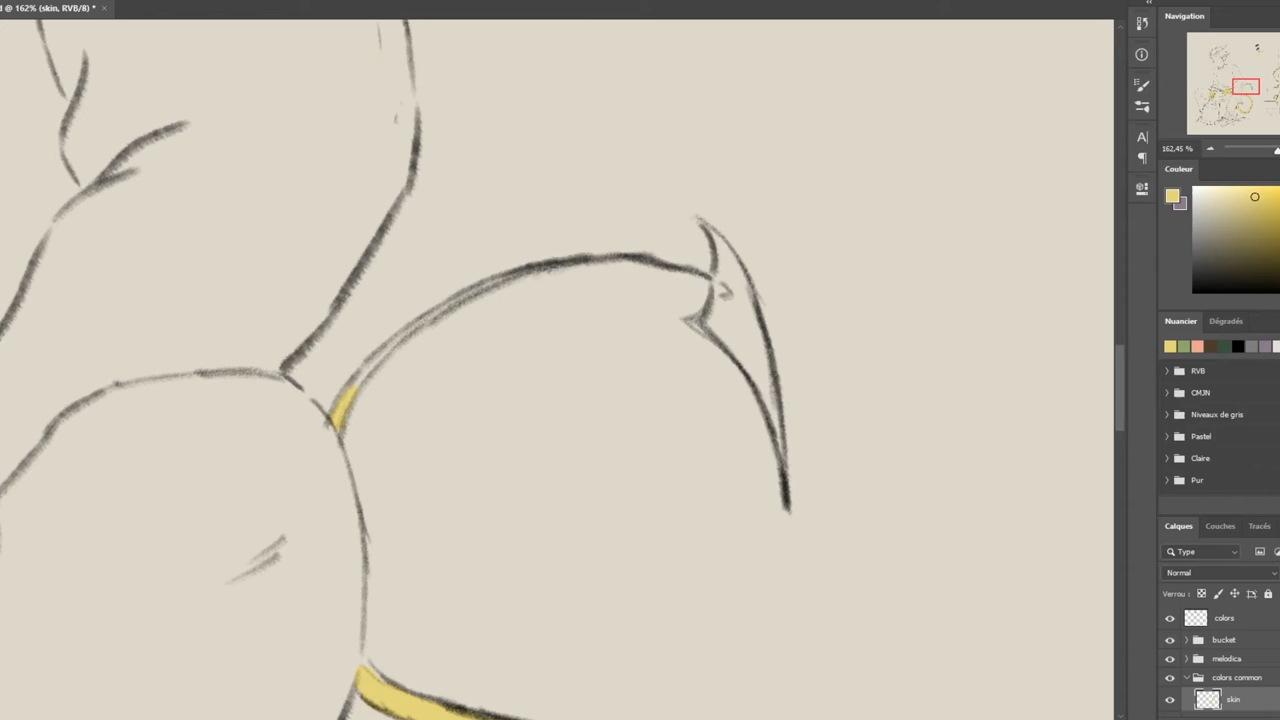 d @ 162% (skin, RVB/8) * ×
Navigation
162,45 %
Couleur
Nuancier Dégradés
RVB
CMJN
Niveaux de gris
Pastel
Claire
Pur
Calques Couches Tracés
Type
Normal
Verrou :
colors
bucket
melodica
colors common
skin